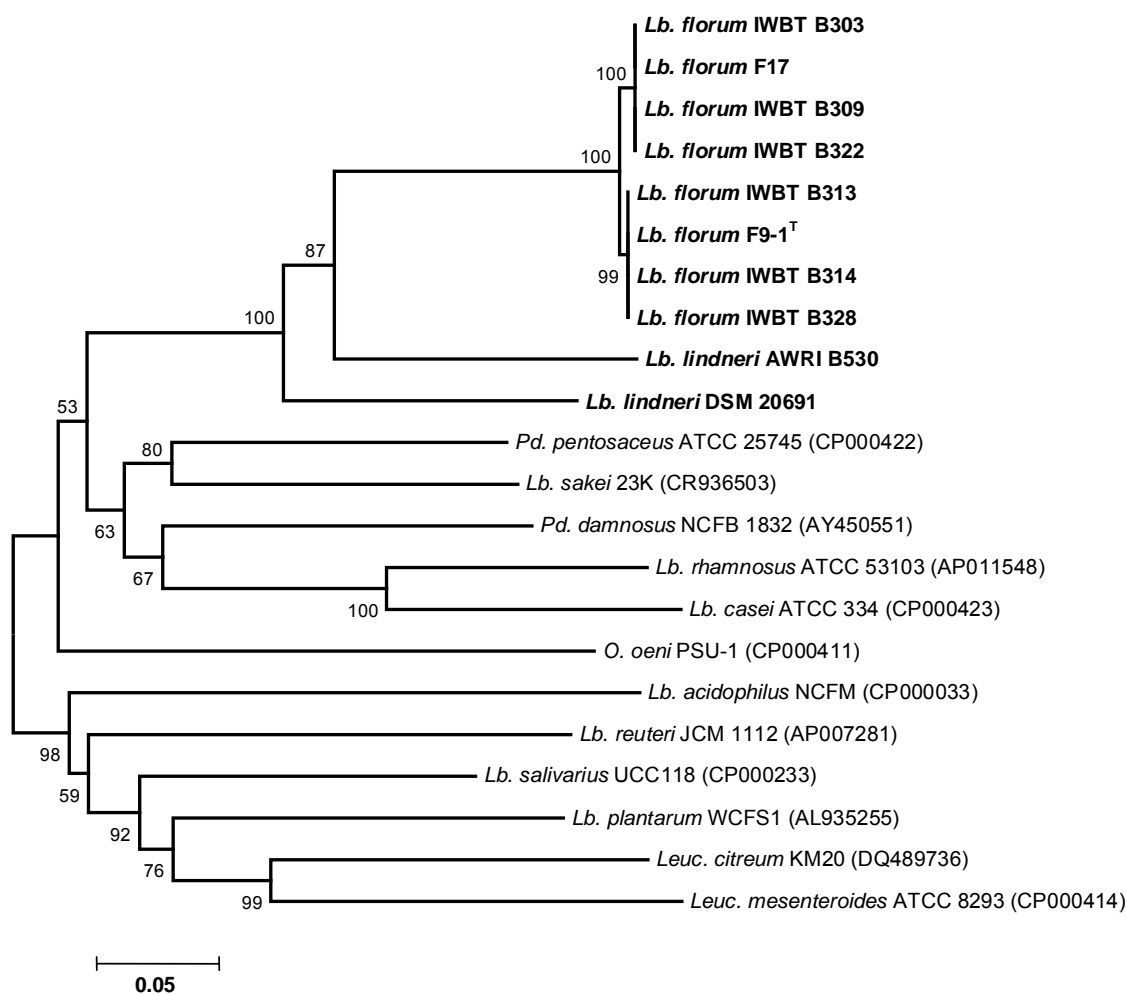 Lb. florum IWBT B303
Lb. florum F17
100
Lb. florum IWBT B309
Lb. florum IWBT B322
100
Lb. florum IWBT B313
Lb. florum F9-1ᵀ
87
Lb. florum IWBT B314
99
Lb. florum IWBT B328
100
Lb. lindneri AWRI B530
Lb. lindneri DSM 20691
53
Pd. pentosaceus ATCC 25745 (CP000422)
80
Lb. sakei 23K (CR936503)
Pd. damnosus NCFB 1832 (AY450551)
63
Lb. rhamnosus ATCC 53103 (AP011548)
67
Lb. casei ATCC 334 (CP000423)
100
O. oeni PSU-1 (CP000411)
Lb. acidophilus NCFM (CP000033)
Lb. reuteri JCM 1112 (AP007281)
98
Lb. salivarius UCC118 (CP000233)
59
Lb. plantarum WCFS1 (AL935255)
92
Leuc. citreum KM20 (DQ489736)
76
Leuc. mesenteroides ATCC 8293 (CP000414)
99
0.05